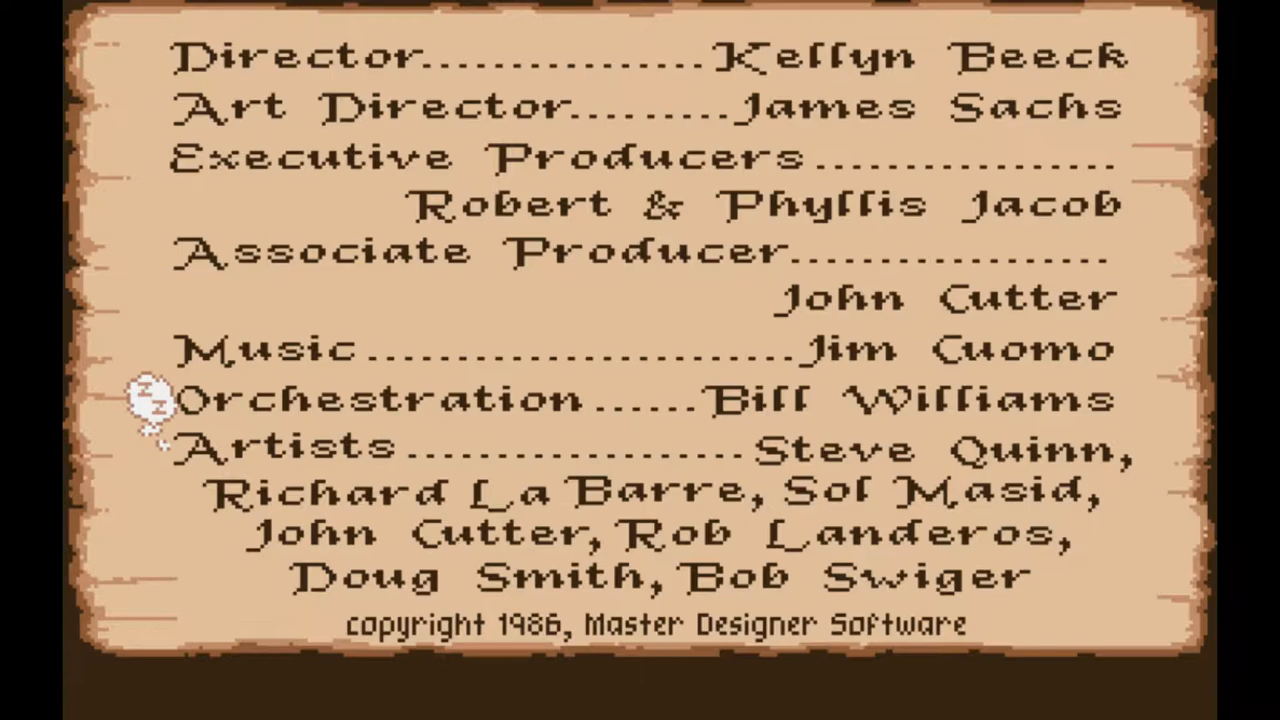 Director................Kellyn Beeck
Art Director.........James Sachs
Executive Producers.................
Robert & Phyllis Jacob
Associate Producer..................
John Cutter
Music........................Jim Cuomo
Orchestration......Bill Williams
Artists...................Steve Quinn,
Richard La Barre, Sol Masid,
John Cutter, Rob Landeros,
Doug Smith, Bob Swiger
copyright 1986, Master Designer Software
ZZ